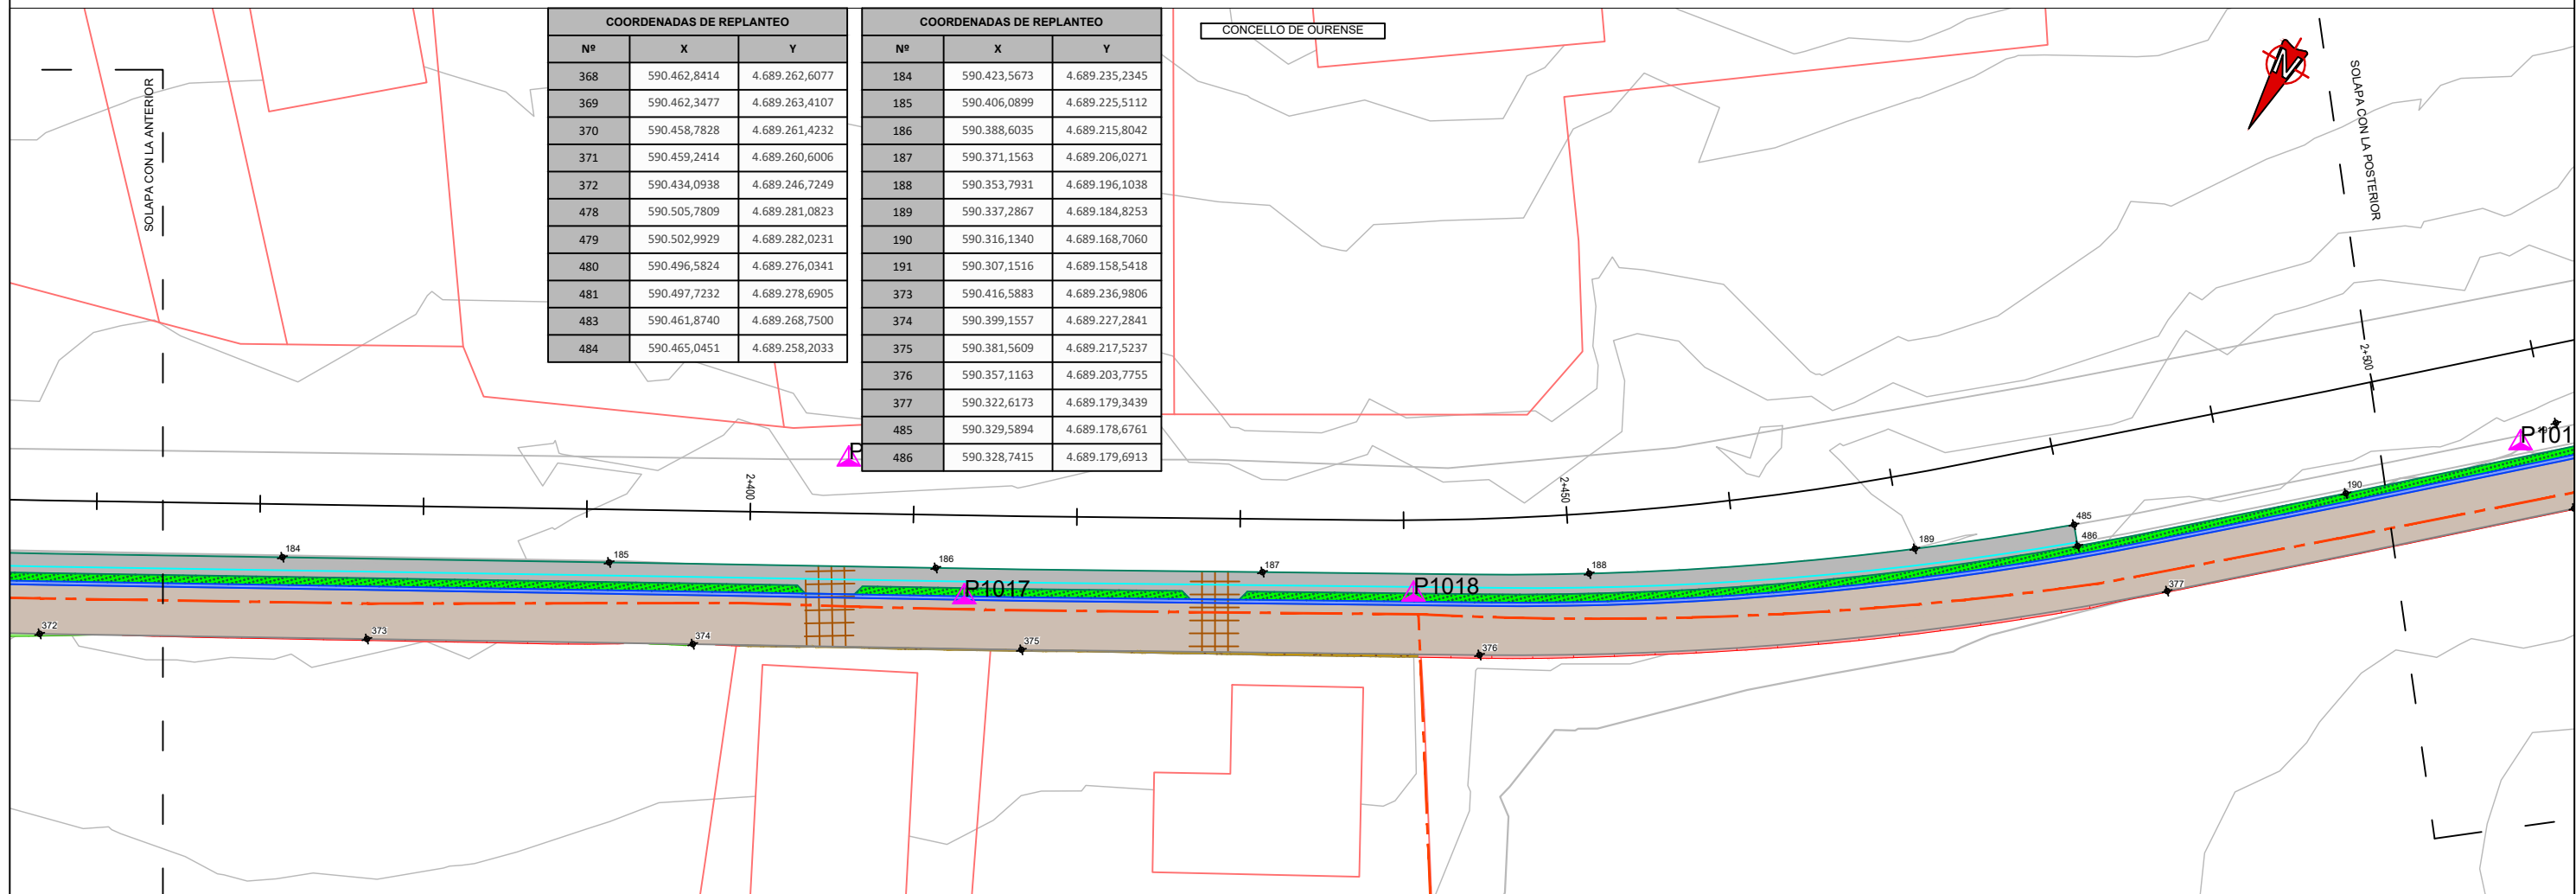 COORDENADAS DE REPLANTEO
Nº X Y
368 590.462,8414 4.689.262,6077
369 590.462,3477 4.689.263,4107
370 590.458,7828 4.689.261,4232
371 590.459,2414 4.689.260,6006
372 590.434,0938 4.689.246,7249
478 590.505,7809 4.689.281,0823
479 590.502,9929 4.689.282,0231
480 590.496,5824 4.689.276,0341
481 590.497,7232 4.689.278,6905
483 590.461,8740 4.689.268,7500
484 590.465,0451 4.689.258,2033
COORDENADAS DE REPLANTEO
Nº X Y
184 590.423,5673 4.689.235,2345
185 590.406,0899 4.689.225,5112
186 590.388,6035 4.689.215,8042
187 590.371,1563 4.689.206,0271
188 590.353,7931 4.689.196,1038
189 590.337,2867 4.689.184,8253
190 590.316,1340 4.689.168,7060
191 590.307,1516 4.689.158,5418
373 590.416,5883 4.689.236,9806
374 590.399,1557 4.689.227,2841
375 590.381,5609 4.689.217,5237
376 590.357,1163 4.689.203,7755
377 590.322,6173 4.689.179,3439
485 590.329,5894 4.689.178,6761
486 590.328,7415 4.689.179,6913
CONCELLO DE OURENSE
N
SOLAPA CON LA ANTERIOR
SOLAPA CON LA POSTERIOR
2+500
P
P101
2+400
2+450
190
485
486
189
184
185
186
187
188
P1017
P1018
377
372
373
374
375
376